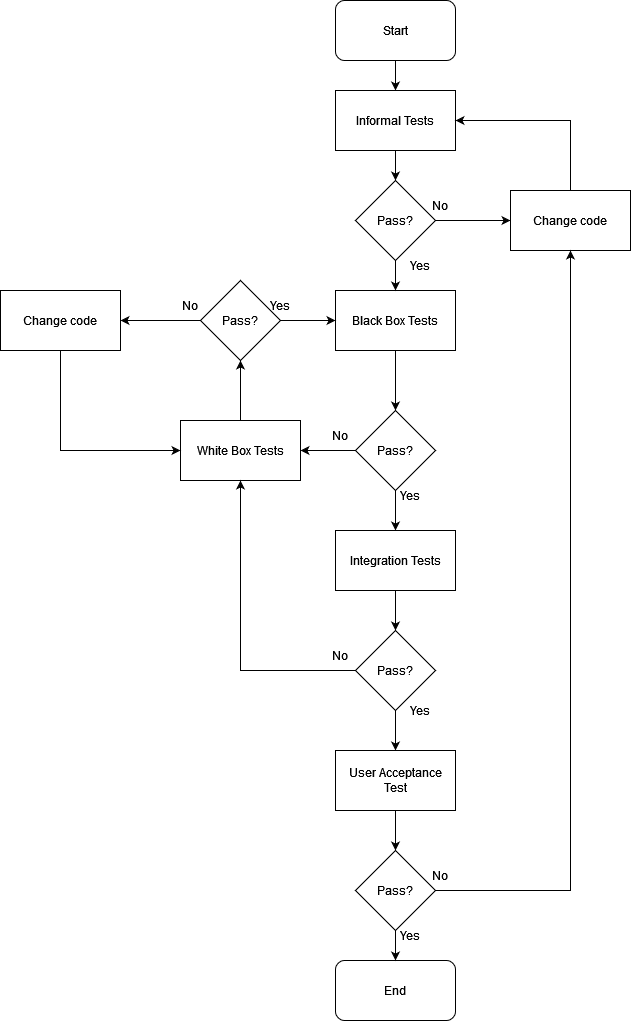 Start
Informal Tests
Pass?
No
Change code
Yes
Change code
No
Pass?
Yes
Black Box Tests
White Box Tests
No
Pass?
Yes
Integration Tests
No
Pass?
Yes
User Acceptance
Test
Pass?
No
Yes
End